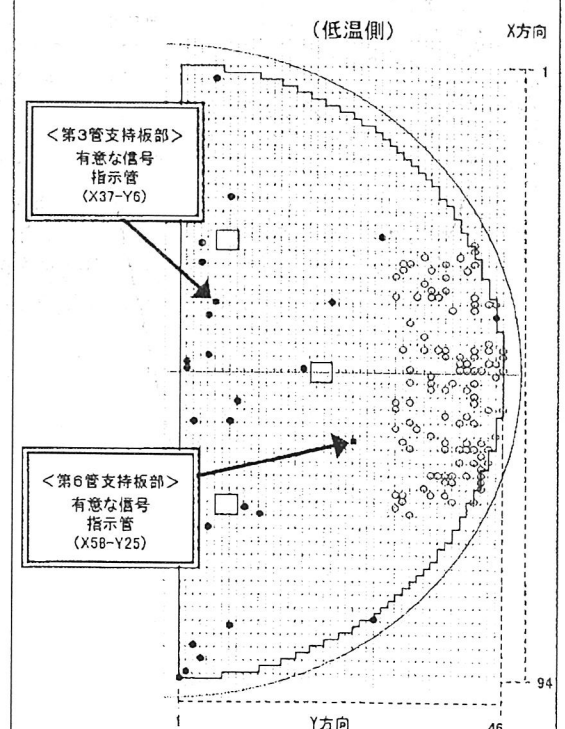 (低温側)
X方向
1
<第3管支持板部>
有意な信号
指示管
(X37-Y6)
<第6管支持板部>
有意な信号
指示管
(X58-Y25)
94
1
Y方向
46